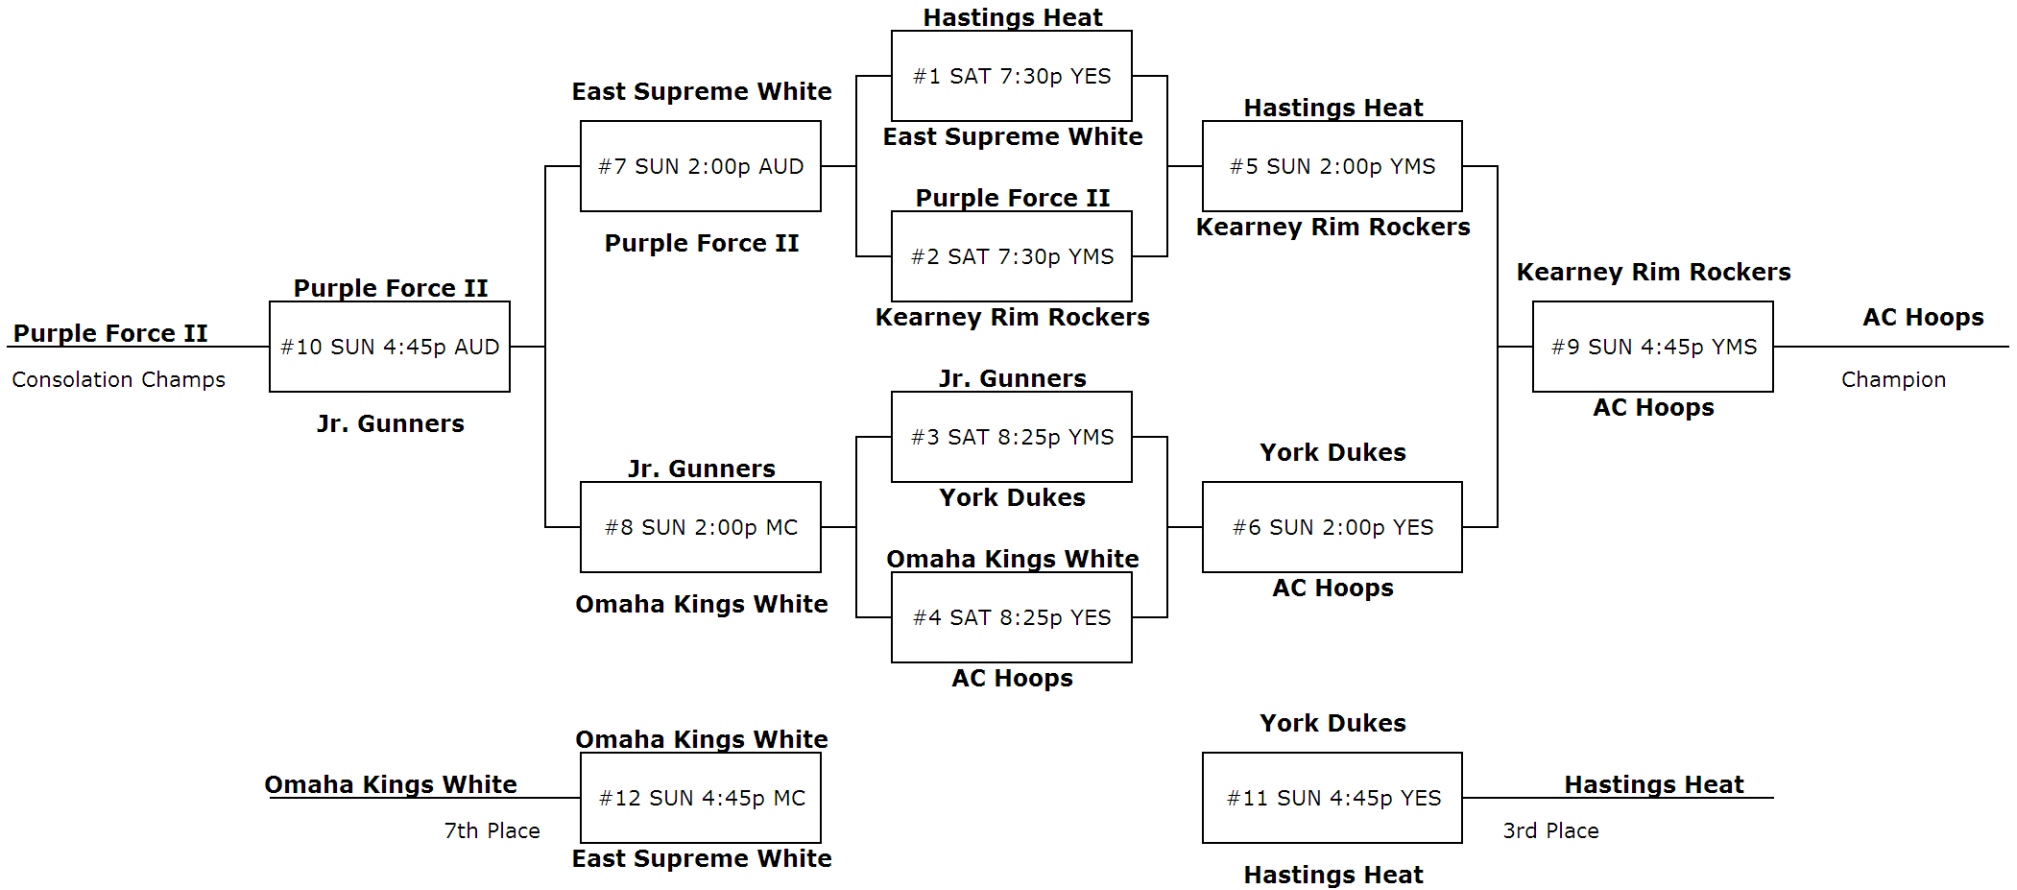 Hastings Heat
#1 SAT 7:30p YES
East Supreme White
East Supreme White
#7 SUN 2:00p AUD
Purple Force II
Purple Force II
#2 SAT 7:30p YMS
Kearney Rim Rockers
Hastings Heat
#5 SUN 2:00p YMS
Kearney Rim Rockers
Purple Force II
#10 SUN 4:45p AUD
Jr. Gunners
Purple Force II
Consolation Champs
Kearney Rim Rockers
#9 SUN 4:45p YMS
AC Hoops
AC Hoops
Champion
Jr. Gunners
#3 SAT 8:25p YMS
York Dukes
Jr. Gunners
#8 SUN 2:00p MC
Omaha Kings White
Omaha Kings White
#4 SAT 8:25p YES
AC Hoops
York Dukes
#6 SUN 2:00p YES
AC Hoops
Omaha Kings White
#12 SUN 4:45p MC
East Supreme White
Omaha Kings White
7th Place
York Dukes
#11 SUN 4:45p YES
Hastings Heat
Hastings Heat
3rd Place